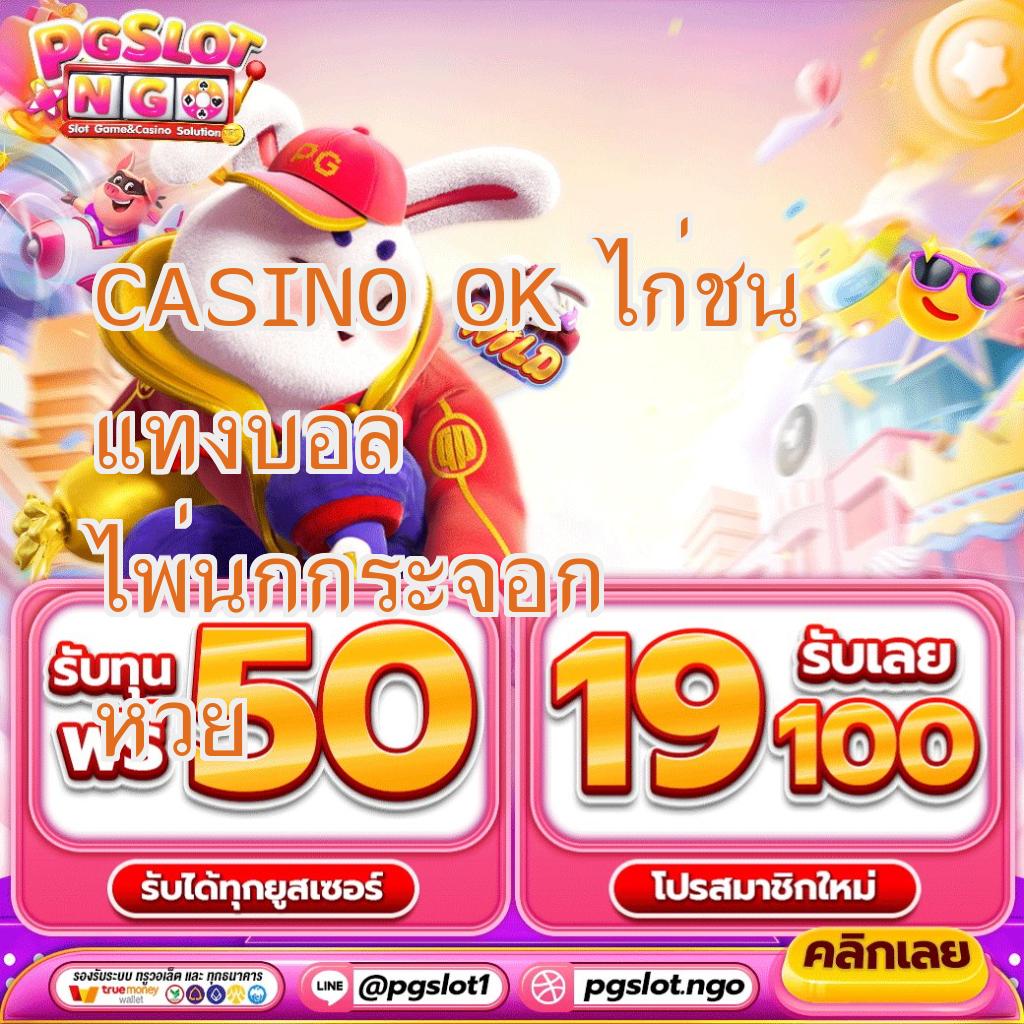 PGSLOT
NGO
Slot Game&Casino Solution
PG
CASINO OK ไก่ชน
WILD
แทงบอล
ไพ่นกกระจอก
รับทุน
ฟรี 50
หวย
19 รับเลย
100
รับได้ทุกยูสเซอร์
โปรสมาชิกใหม่
คลิกเลย
รองรับระบบ ทรูวอเล็ต และ ทุกธนาคาร
truemoney
wallet
LINE @pgslot1
pgslot.ngo